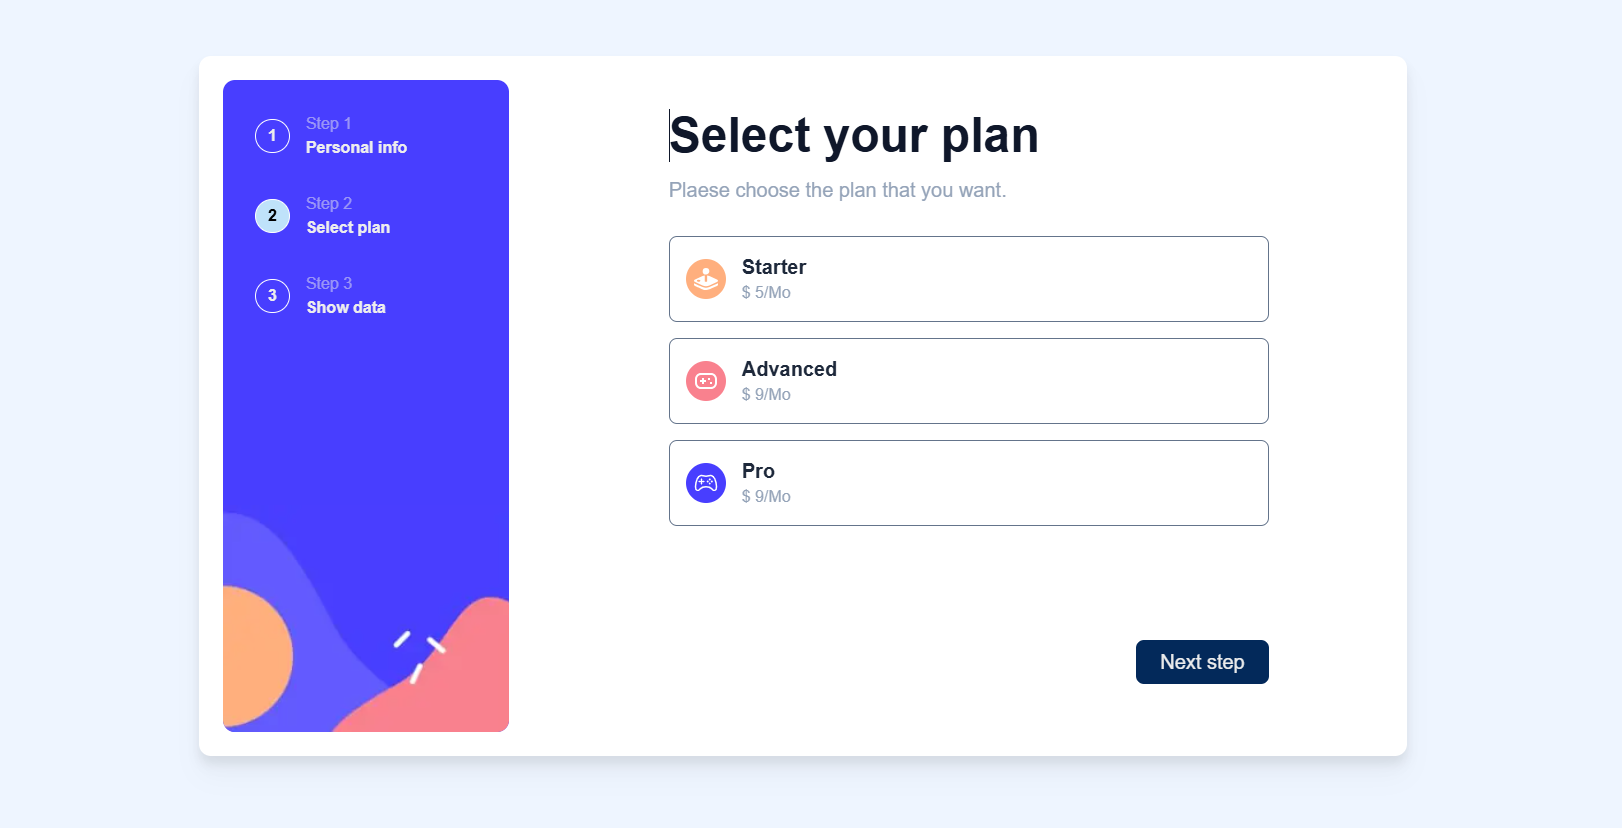 1
Step 1
Personal info
2
Step 2
Select plan
3
Step 3
Show data
Select your plan
Plaese choose the plan that you want.
Starter
$ 5/Mo
Advanced
$ 9/Mo
Pro
$ 9/Mo
Next step